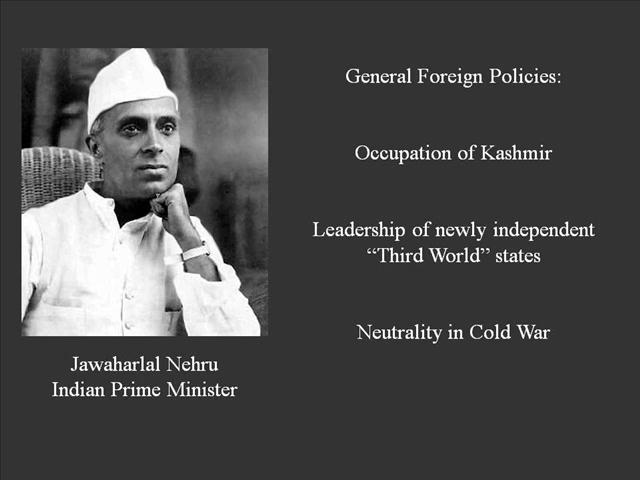 General Foreign Policies:
Occupation of Kashmir
Leadership of newly independent
“Third World” states
Neutrality in Cold War
Jawaharlal Nehru
Indian Prime Minister